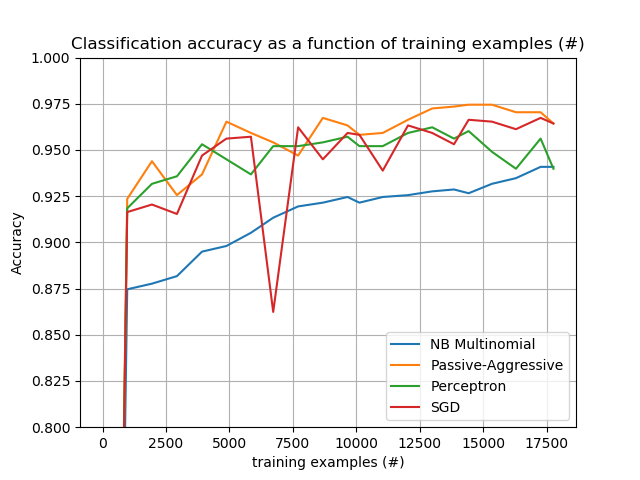 Classification accuracy as a function of training examples (#)
1.000
0.975
0.950
0.925
0.900
0.875
0.850
0.825
0.800
Accuracy
NB Multinomial
Passive-Aggressive
Perceptron
SGD
0 2500 5000 7500 10000 12500 15000 17500
training examples (#)